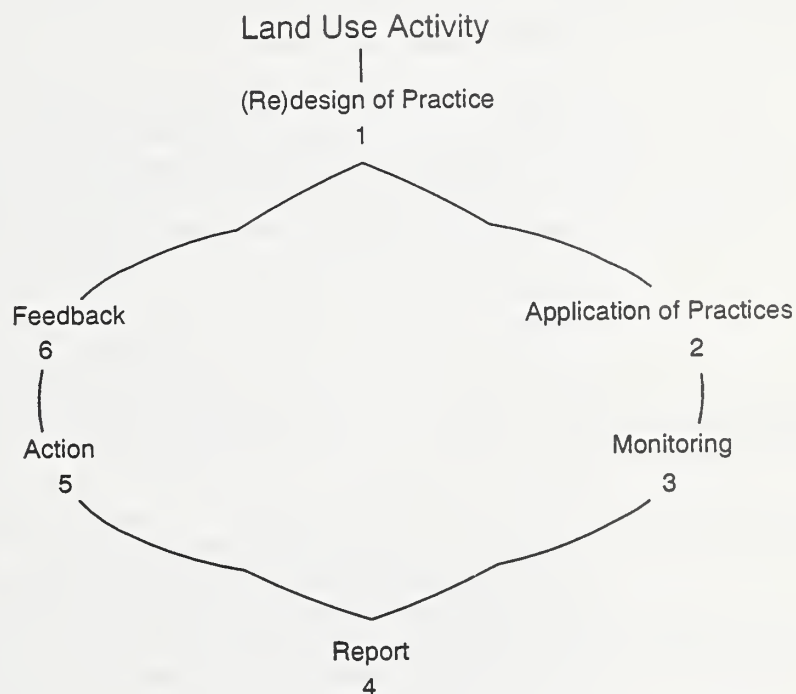 Land Use Activity
(Re)design of Practice
1
Feedback
6
Application of Practices
2
Action
5
Monitoring
3
Report
4